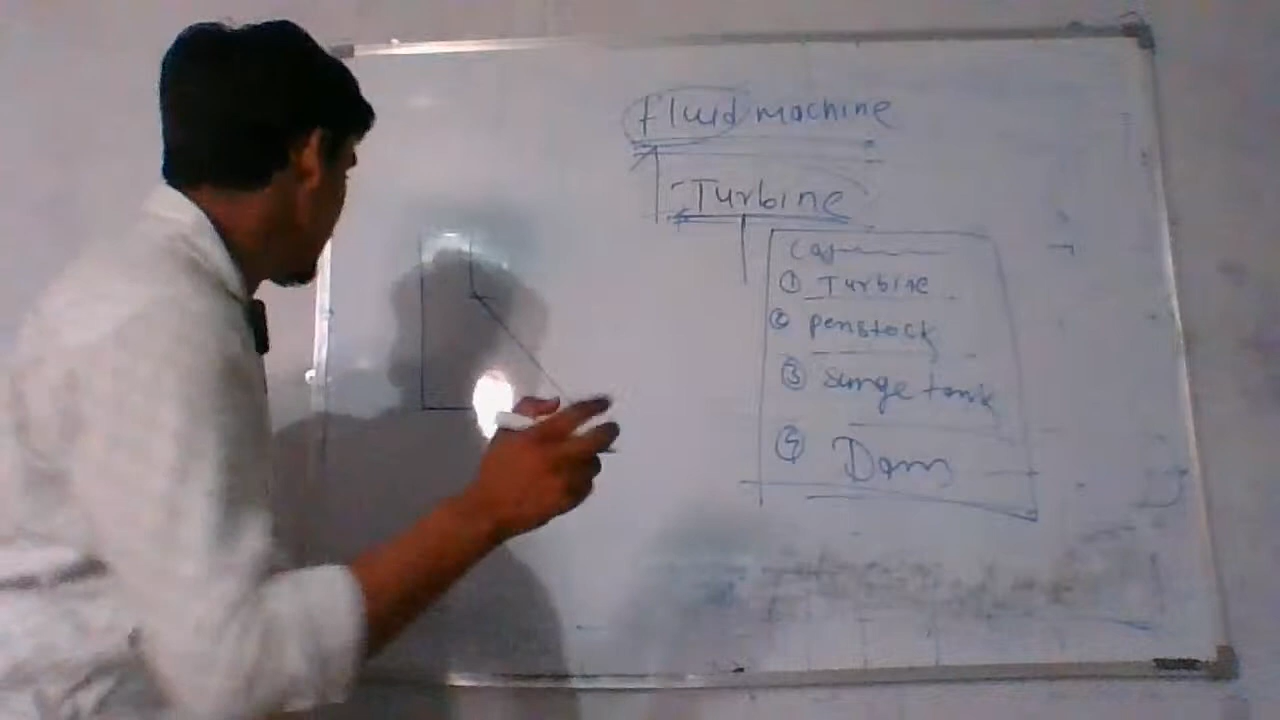 fluid machine
Turbine
① Turbine
② penstock
③ Surge tank
④ Dam